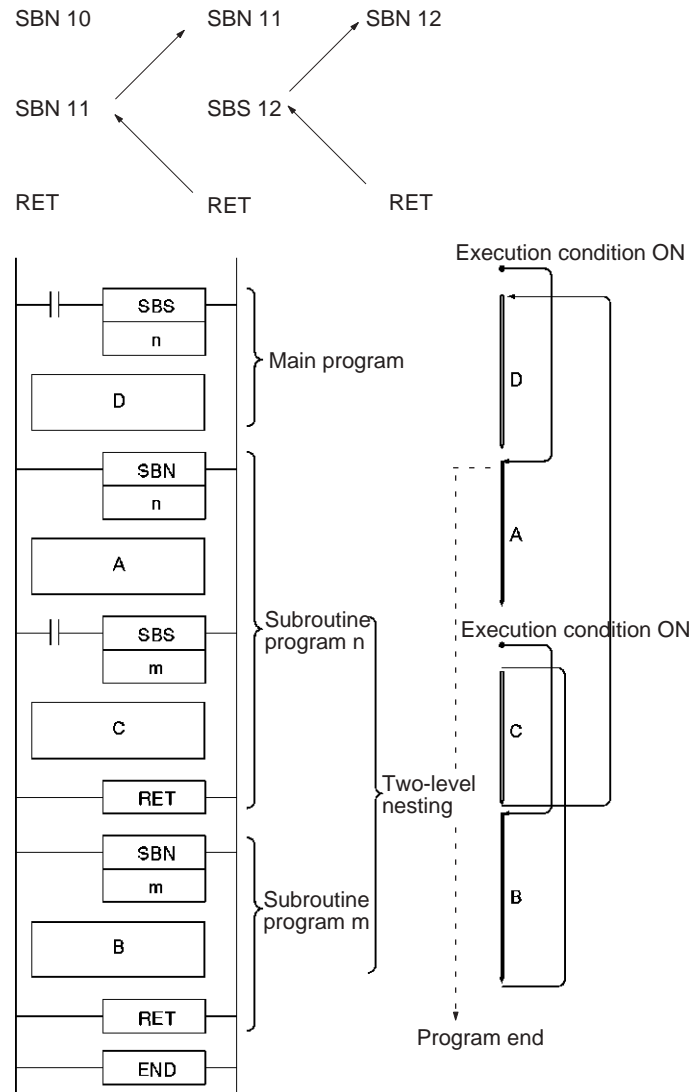 SBN 10 SBN 11 SBN 12
SBN 11 SBS 12
RET RET RET
Execution condition ON
SBS
n
Main program
D
D
SBN
n
A
A
SBS
m
Subroutine
program n
Execution condition ON
C
C
RET
Two-level
nesting
SBN
m
Subroutine
program m
B
B
RET
Program end
END